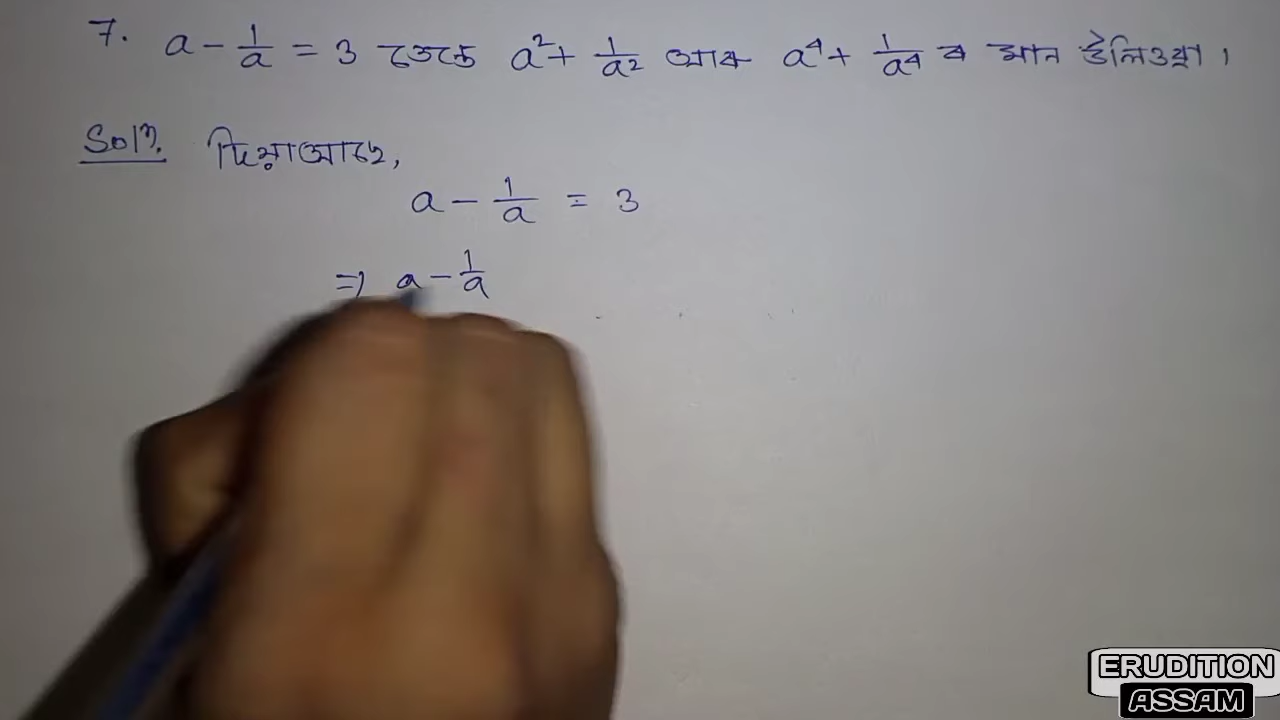 7. a - 1/a = 3 হলে a² + 1/a² আৰু a⁴ + 1/a⁴ ৰ মান উলিওৱা।
Solⁿ. দিয়া আছে,
a - 1/a = 3
⇒ a - 1/a
ERUDITION
ASSAM